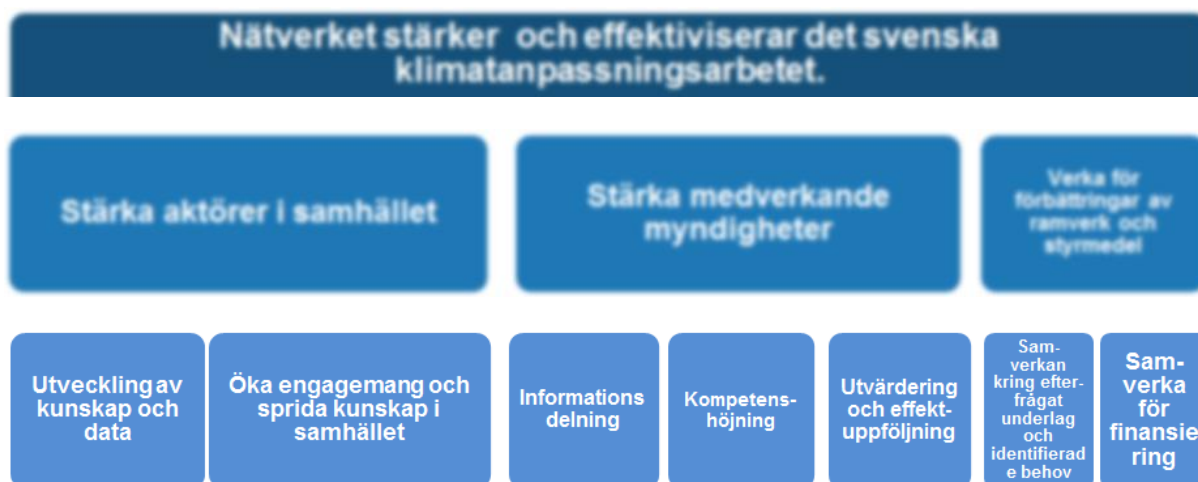 Nätverket stärker och effektiviserar det svenska
klimatanpassningsarbetet.
Stärka aktörer i samhället
Stärka medverkande
myndigheter
Verka för
förbättringar av
ramverk och
styrmedel
Utveckling av
kunskap och
data
Öka engagemang och
sprida kunskap i
samhället
Informations
delning
Kompetens-
höjning
Utvärdering
och effekt-
uppföljning
Sam-
verkan
kring efter-
frågat
underlag
och
identifierad
e behov
Sam-
verka
för
finansie
ring